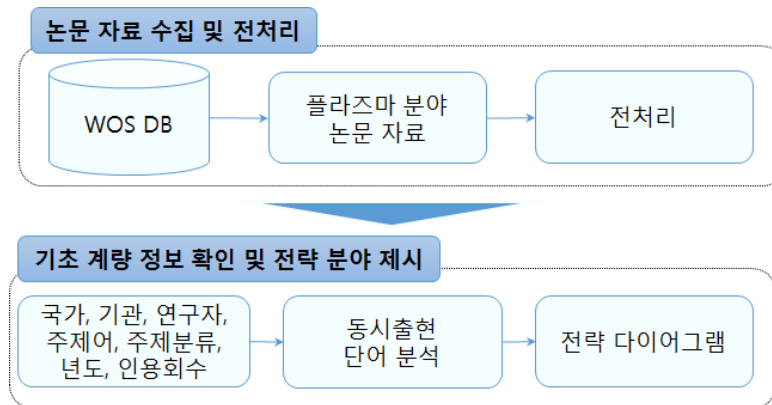 논문 자료 수집 및 전처리
WOS DB
플라즈마 분야
논문 자료
전처리
기초 계량 정보 확인 및 전략 분야 제시
국가, 기관, 연구자,
주제어, 주제분류,
년도, 인용회수
동시출현
단어 분석
전략 다이어그램